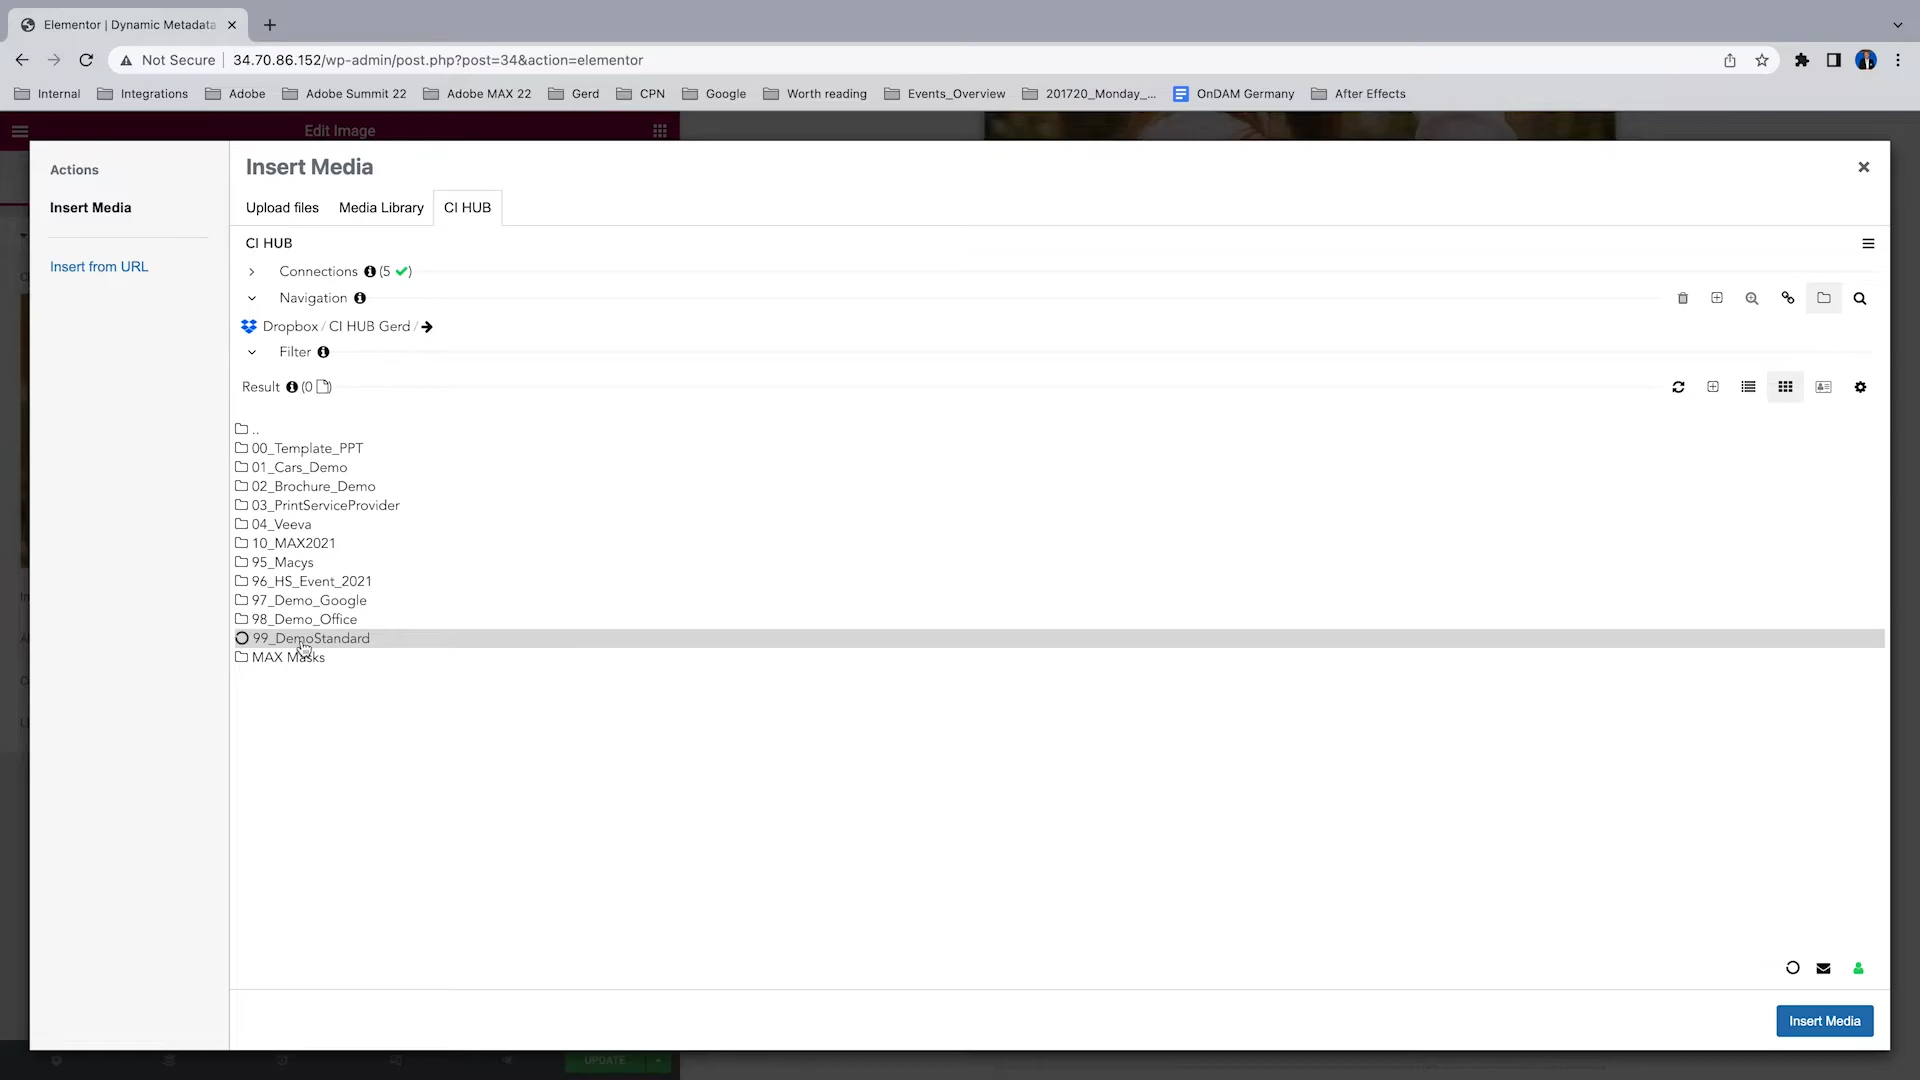 Elementor | Dynamic Metadata
Not Secure 34.70.86.152/wp-admin/post.php?post=34&action=elementor
Internal Integrations Adobe Adobe Summit 22 Adobe MAX 22 Gerd CPN Google Worth reading Events_Overview 201720_Monday_... OnDAM Germany After Effects
Edit Image
Actions
Insert Media
Insert from URL
Insert Media
Upload files Media Library CI HUB
CI HUB
Connections (5)
Navigation
Dropbox / CI HUB Gerd /
Filter
Result (0)
..
00_Template_PPT
01_Cars_Demo
02_Brochure_Demo
03_PrintServiceProvider
04_Veeva
10_MAX2021
95_Macys
96_HS_Event_2021
97_Demo_Google
98_Demo_Office
99_DemoStandard
MAX Masks
Insert Media
UPDATE